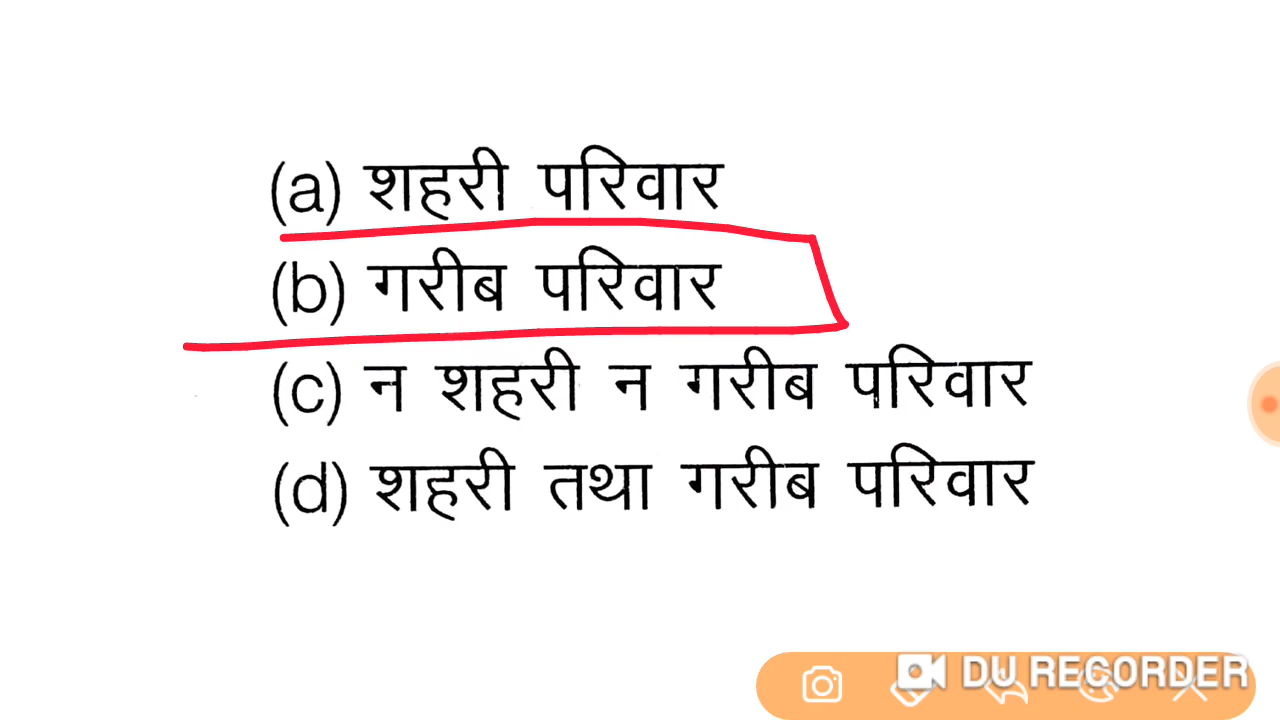 (a) शहरी परिवार
(b) गरीब परिवार
(c) न शहरी न गरीब परिवार
(d) शहरी तथा गरीब परिवार
DU RECORDER